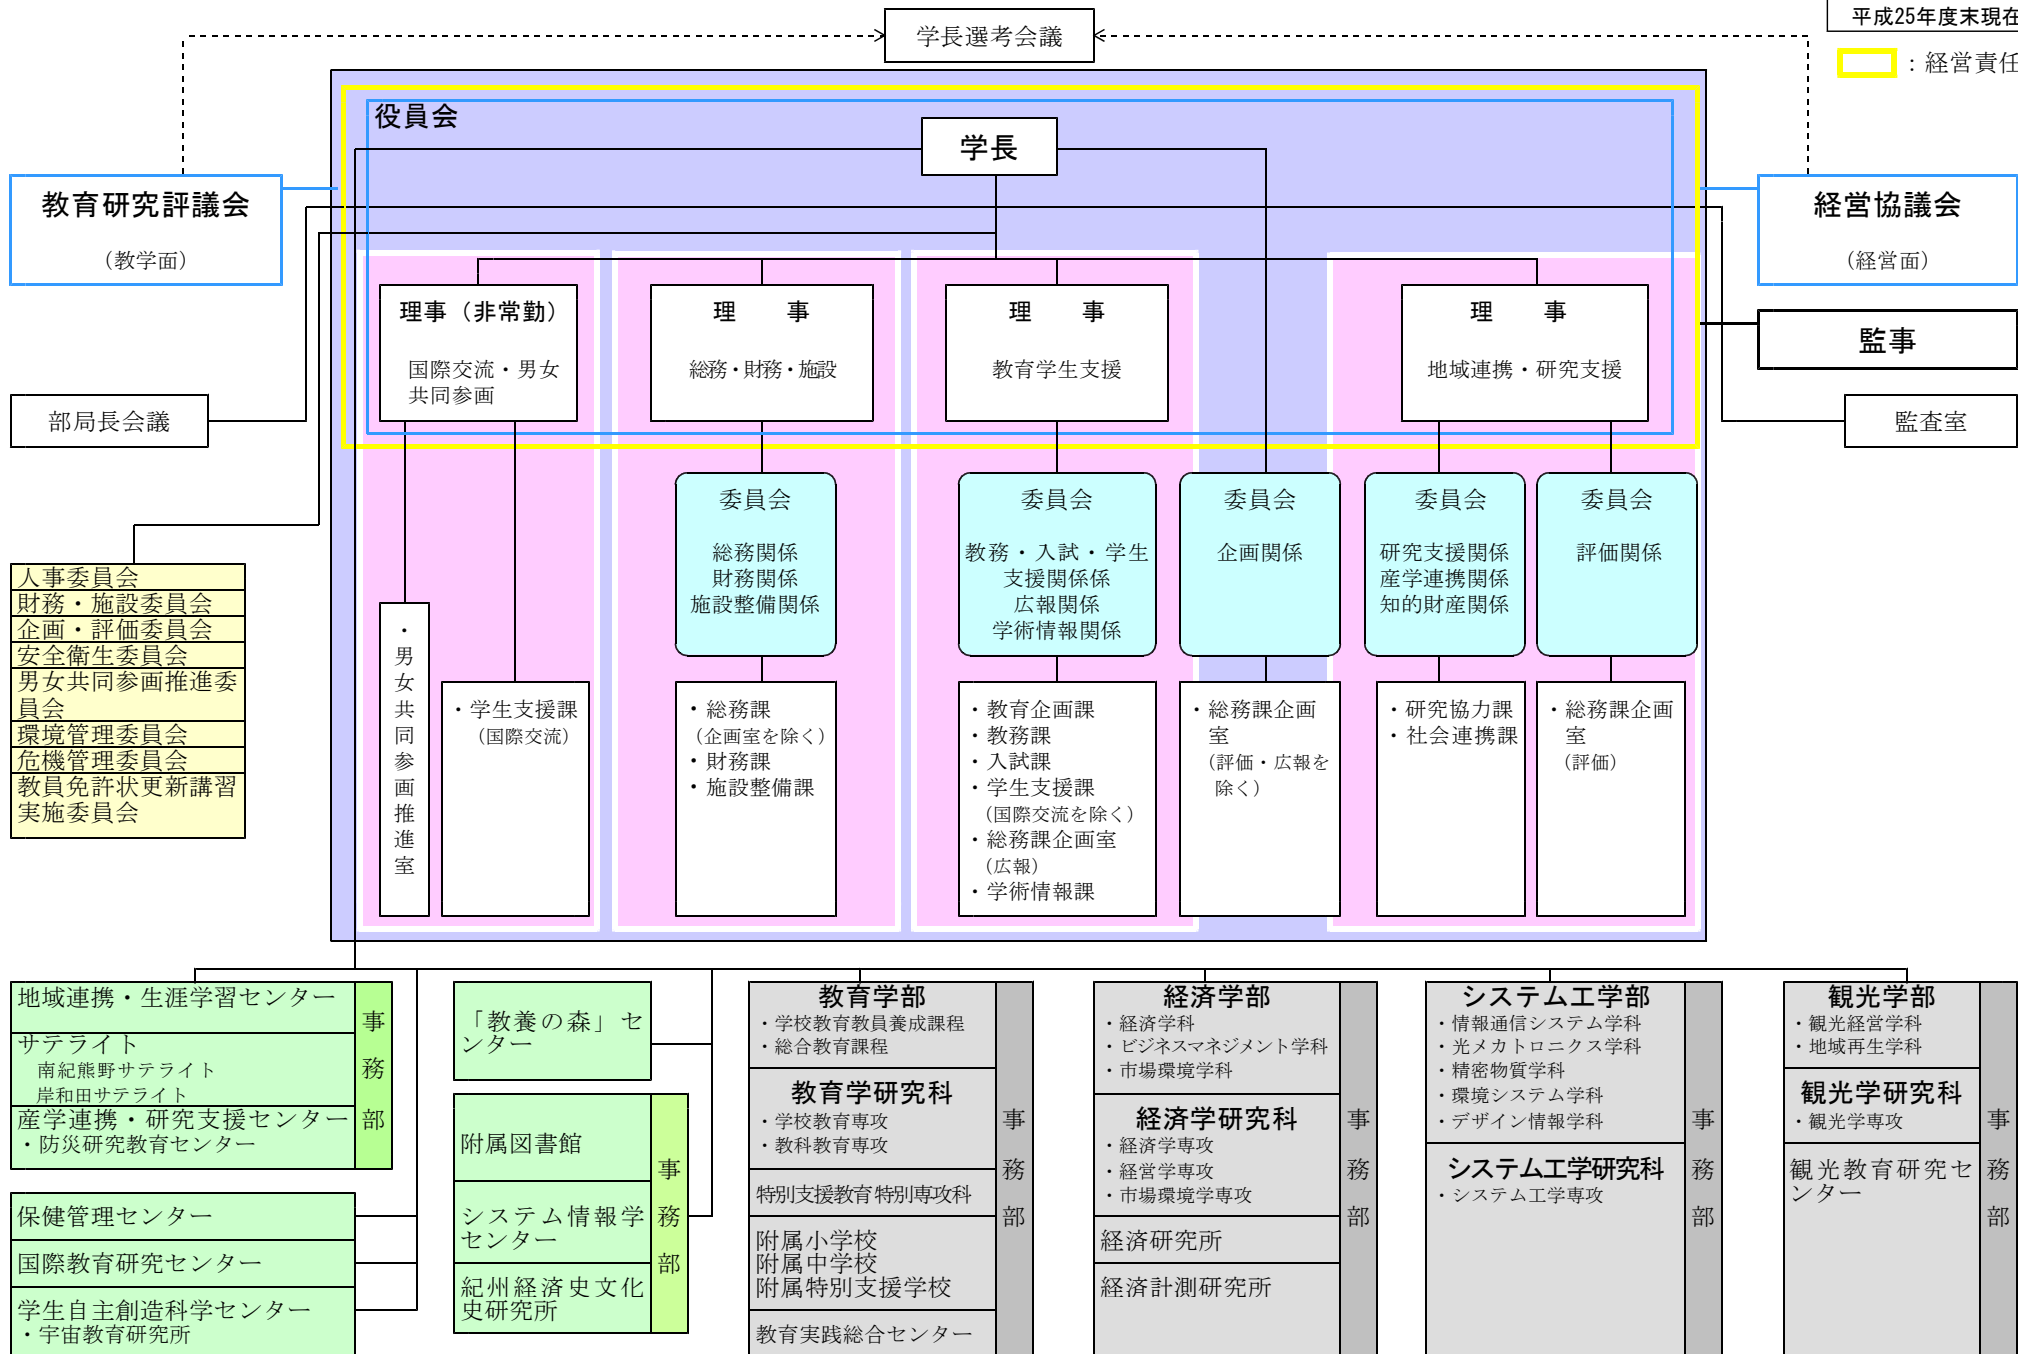 平成25年度末現在
：経営責任
学長選考会議
役員会
学長
教育研究評議会
（教学面）
経営協議会
（経営面）
監事
部局長会議
監査室
理事（非常勤）
国際交流・男女
共同参画
理　事
総務・財務・施設
理　事
教育学生支援
理　事
地域連携・研究支援
委員会
総務関係
財務関係
施設整備関係
委員会
教務・入試・学生
支援関係係
広報関係
学術情報関係
委員会
企画関係
委員会
研究支援関係
産学連携関係
知的財産関係
委員会
評価関係
人事委員会
財務・施設委員会
企画・評価委員会
安全衛生委員会
男女共同参画推進委
員会
環境管理委員会
危機管理委員会
教員免許状更新講習
実施委員会
・男女共同参画推進室
・学生支援課
（国際交流）
・総務課
（企画室を除く）
・財務課
・施設整備課
・教育企画課
・教務課
・入試課
・学生支援課
（国際交流を除く）
・総務課企画室
（広報）
・学術情報課
・総務課企画
室
（評価・広報を
除く）
・研究協力課
・社会連携課
・総務課企画
室
（評価）
地域連携・生涯学習センター
サテライト
南紀熊野サテライト
岸和田サテライト
産学連携・研究支援センター
・防災研究教育センター
事務部
保健管理センター
国際教育研究センター
学生自主創造科学センター
・宇宙教育研究所
「教養の森」セ
ンター
附属図書館
システム情報学
センター
紀州経済史文化
史研究所
事務部
教育学部
・学校教育教員養成課程
・総合教育課程
教育学研究科
・学校教育専攻
・教科教育専攻
特別支援教育特別専攻科
附属小学校
附属中学校
附属特別支援学校
教育実践総合センター
事務部
経済学部
・経済学科
・ビジネスマネジメント学科
・市場環境学科
経済学研究科
・経済学専攻
・経営学専攻
・市場環境学専攻
経済研究所
経済計測研究所
事務部
システム工学部
・情報通信システム学科
・光メカトロニクス学科
・精密物質学科
・環境システム学科
・デザイン情報学科
システム工学研究科
・システム工学専攻
事務部
観光学部
・観光経営学科
・地域再生学科
観光学研究科
・観光学専攻
観光教育研究セ
ンター
事務部